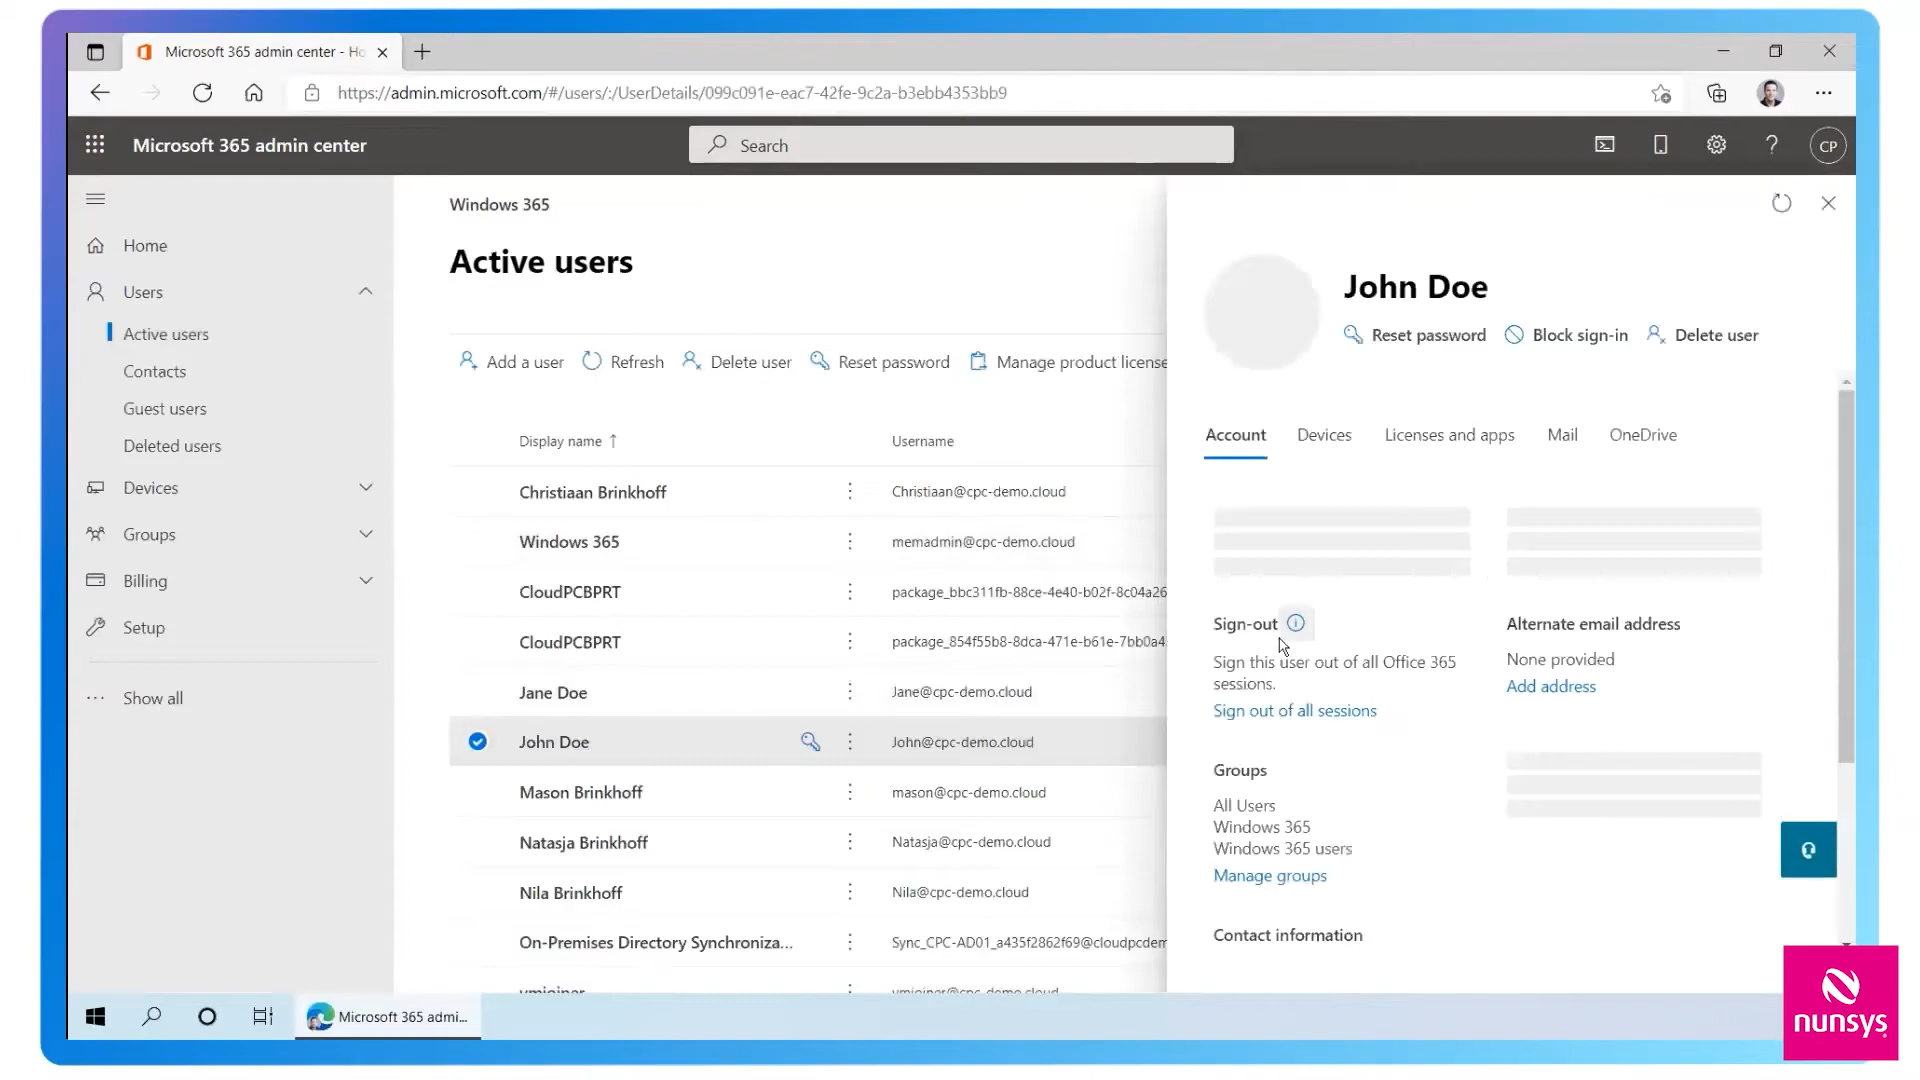 Microsoft 365 admin center - Ho
https://admin.microsoft.com/#/users/:/UserDetails/099c091e-eac7-42fe-9c2a-b3ebb4353bb9
Microsoft 365 admin center
Search
CP
Home
Users
Active users
Contacts
Guest users
Deleted users
Devices
Groups
Billing
Setup
Show all
Windows 365
Active users
Add a user
Refresh
Delete user
Reset password
Manage product license
Display name ↑
Username
Christiaan Brinkhoff
Christiaan@cpc-demo.cloud
Windows 365
memadmin@cpc-demo.cloud
CloudPCBPRT
package_bbc311fb-88ce-4e40-b02f-8c04a26
CloudPCBPRT
package_854f55b8-8dca-471e-b61e-7bb0a4
Jane Doe
Jane@cpc-demo.cloud
John Doe
John@cpc-demo.cloud
Mason Brinkhoff
mason@cpc-demo.cloud
Natasja Brinkhoff
Natasja@cpc-demo.cloud
Nila Brinkhoff
Nila@cpc-demo.cloud
On-Premises Directory Synchroniza...
Sync_CPC-AD01_a435f2862f69@cloudpcdem
vmjoiner
vmjoiner@cpc-demo.cloud
John Doe
Reset password
Block sign-in
Delete user
Account
Devices
Licenses and apps
Mail
OneDrive
Sign-out
Sign this user out of all Office 365
sessions.
Sign out of all sessions
Alternate email address
None provided
Add address
Groups
All Users
Windows 365
Windows 365 users
Manage groups
Contact information
Microsoft 365 admi...
nunsys